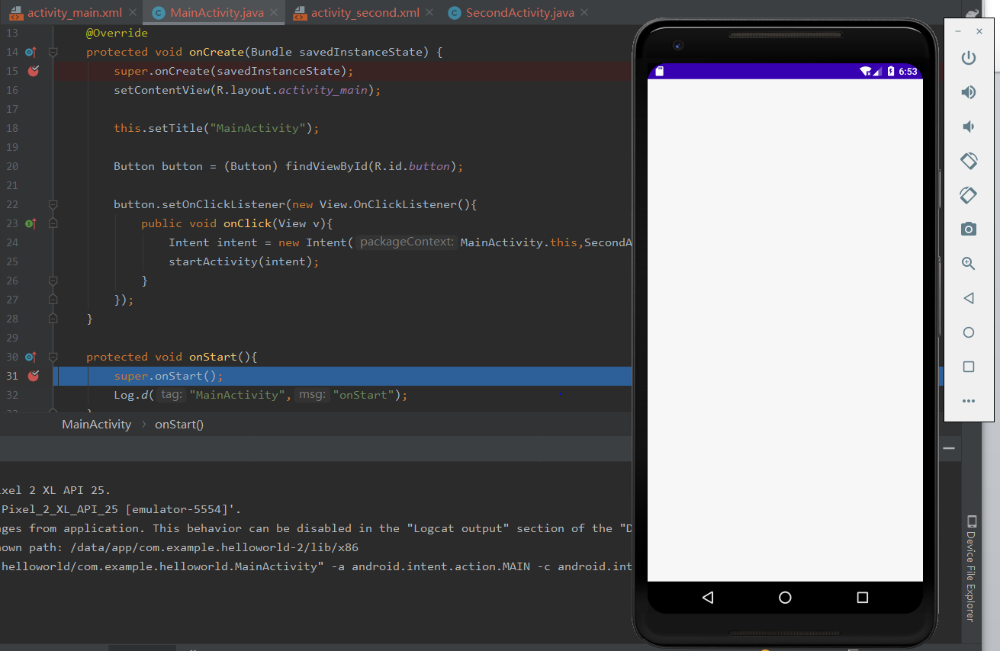 activity_main.xml MainActivity.java activity_second.xml SecondActivity.java
13 @Override
14 protected void onCreate(Bundle savedInstanceState) {
15 super.onCreate(savedInstanceState);
16 setContentView(R.layout.activity_main);
17
18 this.setTitle("MainActivity");
19
20 Button button = (Button) findViewById(R.id.button);
21
22 button.setOnClickListener(new View.OnClickListener(){
23 public void onClick(View v){
24 Intent intent = new Intent( packageContext: MainActivity.this,SecondA
25 startActivity(intent);
26 }
27 });
28 }
29
30 protected void onStart(){
31 super.onStart();
32 Log.d( tag: "MainActivity", msg: "onStart");
MainActivity › onStart()
ixel 2 XL API 25.
Pixel_2_XL_API_25 [emulator-5554]'.
ages from application. This behavior can be disabled in the "Logcat output" section of the "D
nown path: /data/app/com.example.helloworld-2/lib/x86
helloworld/com.example.helloworld.MainActivity" -a android.intent.action.MAIN -c android.int
6:53
Device File Explorer